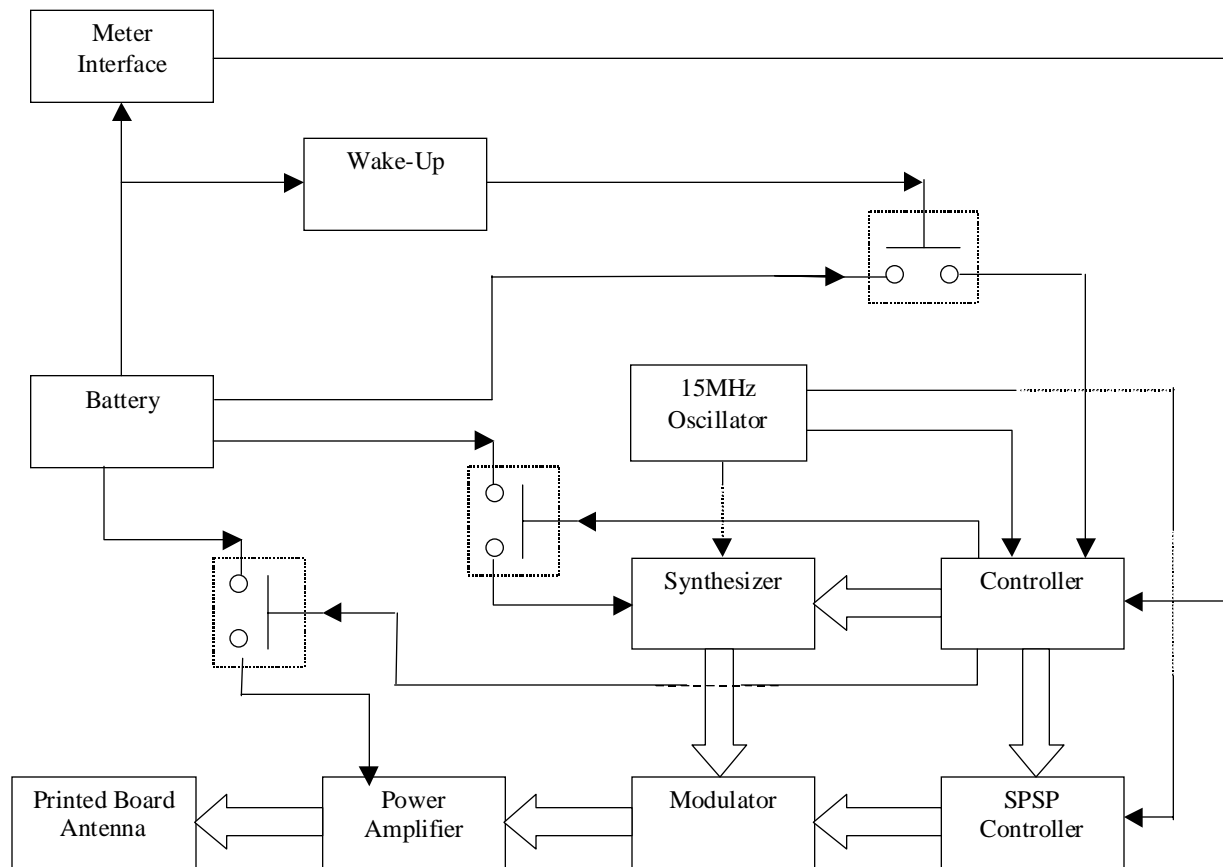 Meter
Interface
Wake-Up
Battery
15MHz
Oscillator
Synthesizer
Controller
Printed Board
Antenna
Power
Amplifier
Modulator
SPSP
Controller